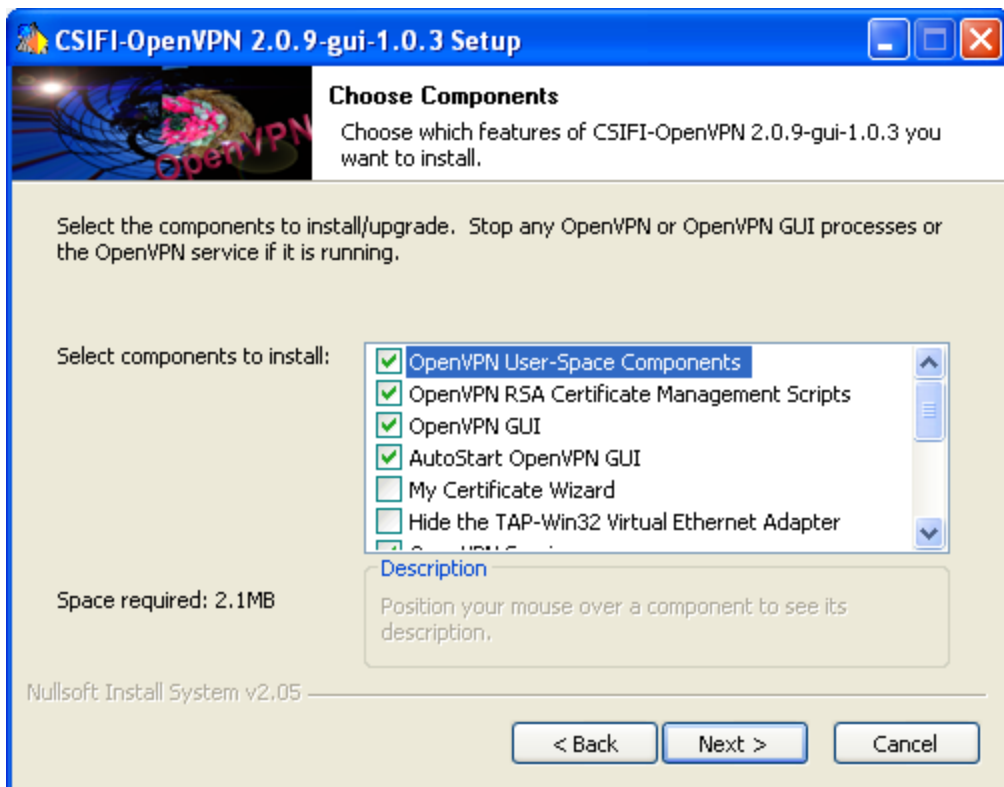 CSIFI-OpenVPN 2.0.9-gui-1.0.3 Setup
OpenVPN
Choose Components
Choose which features of CSIFI-OpenVPN 2.0.9-gui-1.0.3 you
want to install.
Select the components to install/upgrade.  Stop any OpenVPN or OpenVPN GUI processes or
the OpenVPN service if it is running.
Select components to install:
OpenVPN User-Space Components
OpenVPN RSA Certificate Management Scripts
OpenVPN GUI
AutoStart OpenVPN GUI
My Certificate Wizard
Hide the TAP-Win32 Virtual Ethernet Adapter
Description
Space required: 2.1MB
Position your mouse over a component to see its
description.
Nullsoft Install System v2.05
< Back
Next >
Cancel